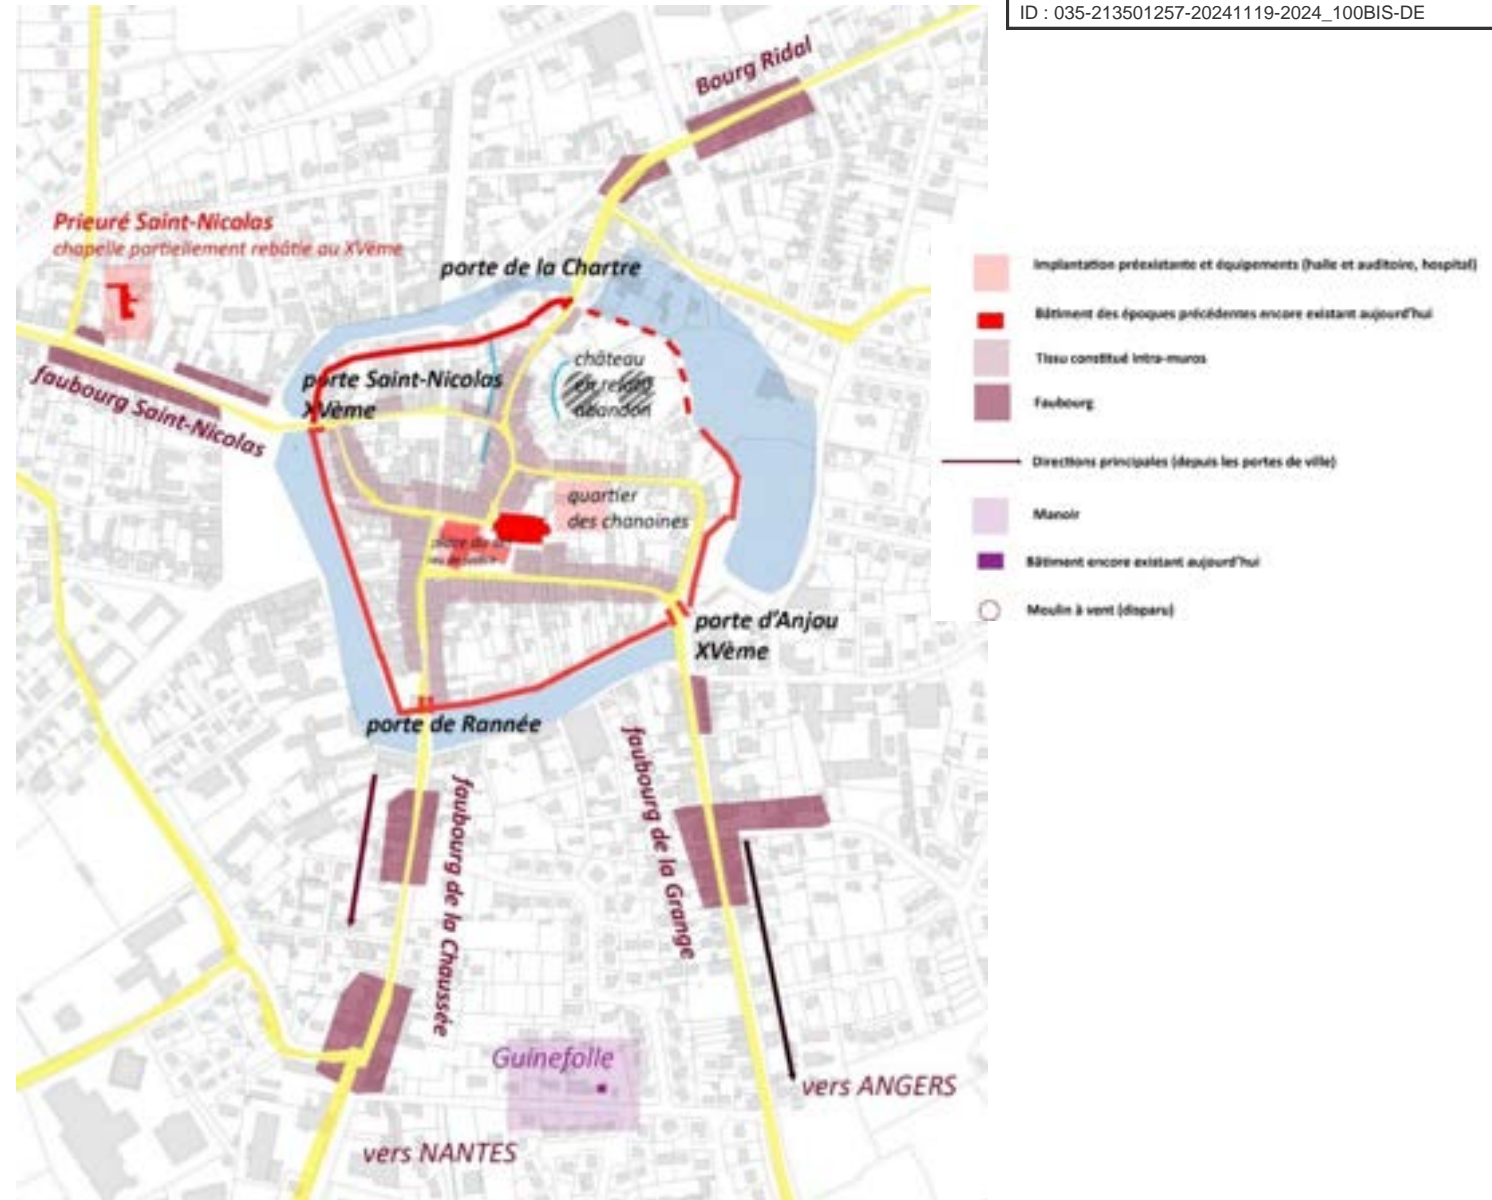 ID : 035-213501257-20241119-2024_100BIS-DE
Bourg Ridal
Prieuré Saint-Nicolas
chapelle partiellement rebâtie au XVème
porte de la Chartre
château
en
abandon
porte Saint-Nicolas
XVème
faubourg Saint-Nicolas
quartier
des chanoines
place du
porte d'Anjou
XVème
porte de Rannée
faubourg de la Chaussée
faubourg de la Grange
Guinefolle
vers ANGERS
vers NANTES
Implantation préexistante et équipements (halle et auditoire, hospital)
Bâtiment des époques précédentes encore existant aujourd'hui
Tissu constitué intra-muros
Faubourg
Directions principales (depuis les portes de ville)
Manoir
Bâtiment encore existant aujourd'hui
Moulin à vent (disparu)